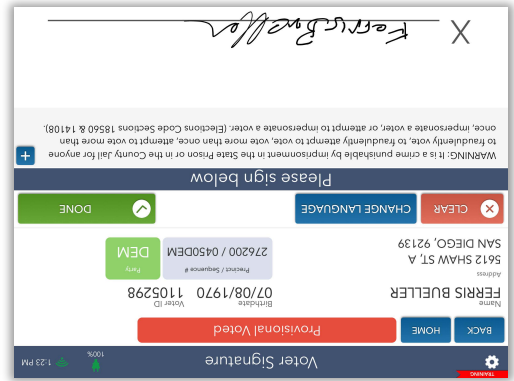 TRAINING
Voter Signature
100%
1:23 PM
BACK
HOME
Provisional Voted
Name
FERRIS BUELLER
Birthdate
07/08/1970
Voter ID
1105298
Address
5612 SHAW ST, A
SAN DIEGO, 92139
Precinct / Sequence #
276200 / 0450DEM
Party
DEM
CLEAR
CHANGE LANGUAGE
DONE
Please sign below
WARNING: It is a crime punishable by imprisonment in the State Prison or in the County Jail for anyone
to fraudulently vote, to fraudulently attempt to vote, vote more than once, attempt to vote more than
once, impersonate a voter, or attempt to impersonate a voter. (Elections Code Sections 18560 & 14108).
+
X Ferris Bueller